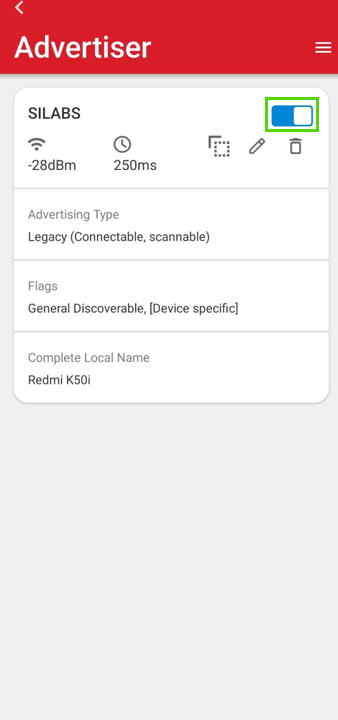 Advertiser
SILABS
-28dBm 250ms
Advertising Type
Legacy (Connectable, scannable)
Flags
General Discoverable, [Device specific]
Complete Local Name
Redmi K50i